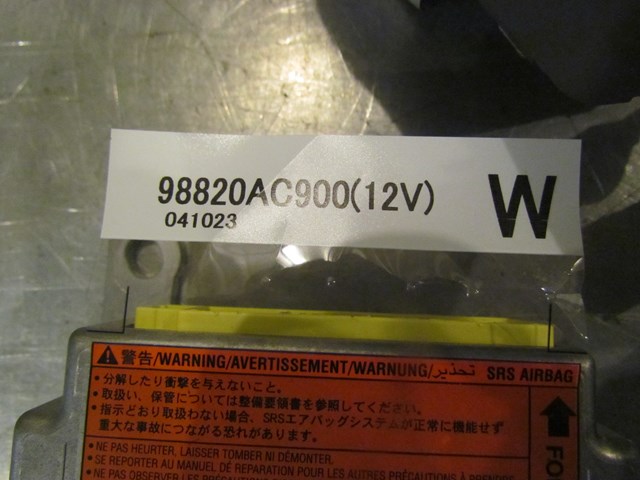 98820AC900(12V) W
041023
警告/WARNING/AVERTISSEMENT/WARNUNG/تحذير SRS AIRBAG
•分解したり衝撃を与えないこと。
•取扱い、保管については整備要領書を参照してください。
•指示どおり取扱わない場合、SRSエアバッグシステムが正常に機能せず
重大な事故につながる恐れがあります。
•NE PAS HEURTER, LAISSER TOMBER NI DÉMONTER.
•SE REPORTER AU MANUEL DE REPARATION POUR LES AUTRES PRÉCAUTIONS À PRENDRE
•NE PAS OBSERVER LES
FO